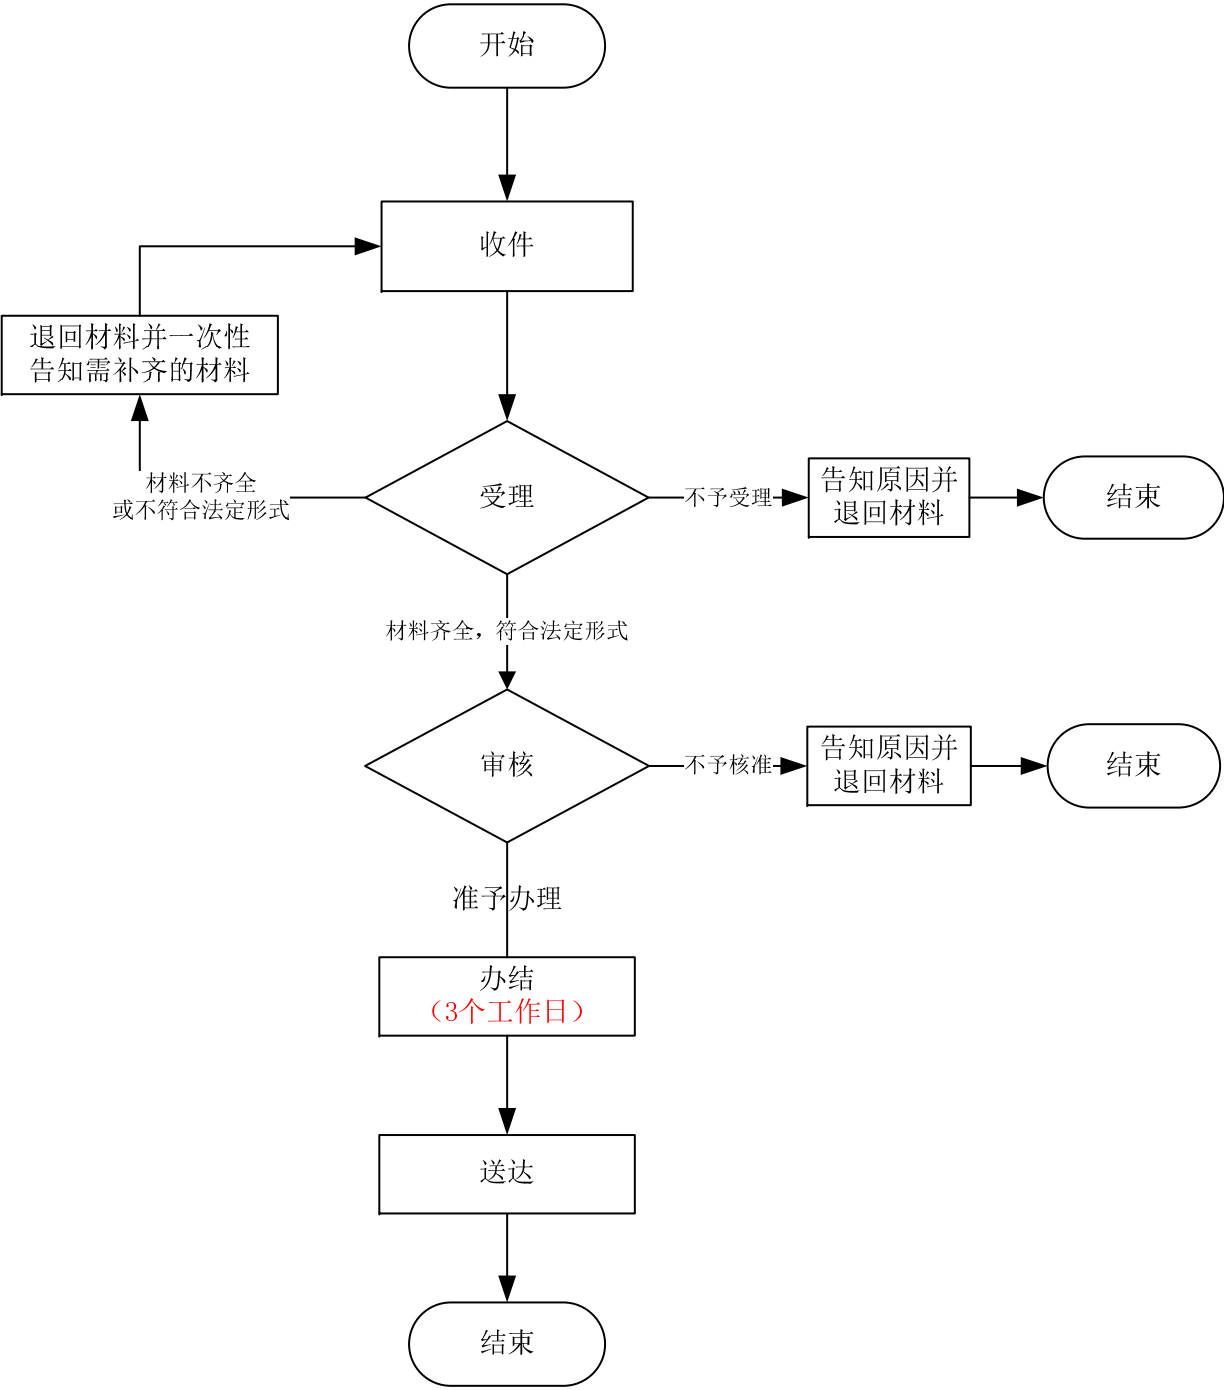 开始
收件
退回材料并一次性
告知需补齐的材料
材料不齐全
或不符合法定形式
受理
不予受理
告知原因并
退回材料
结束
材料齐全，符合法定形式
审核
不予核准
告知原因并
退回材料
结束
准予办理
办结
（3个工作日）
送达
结束